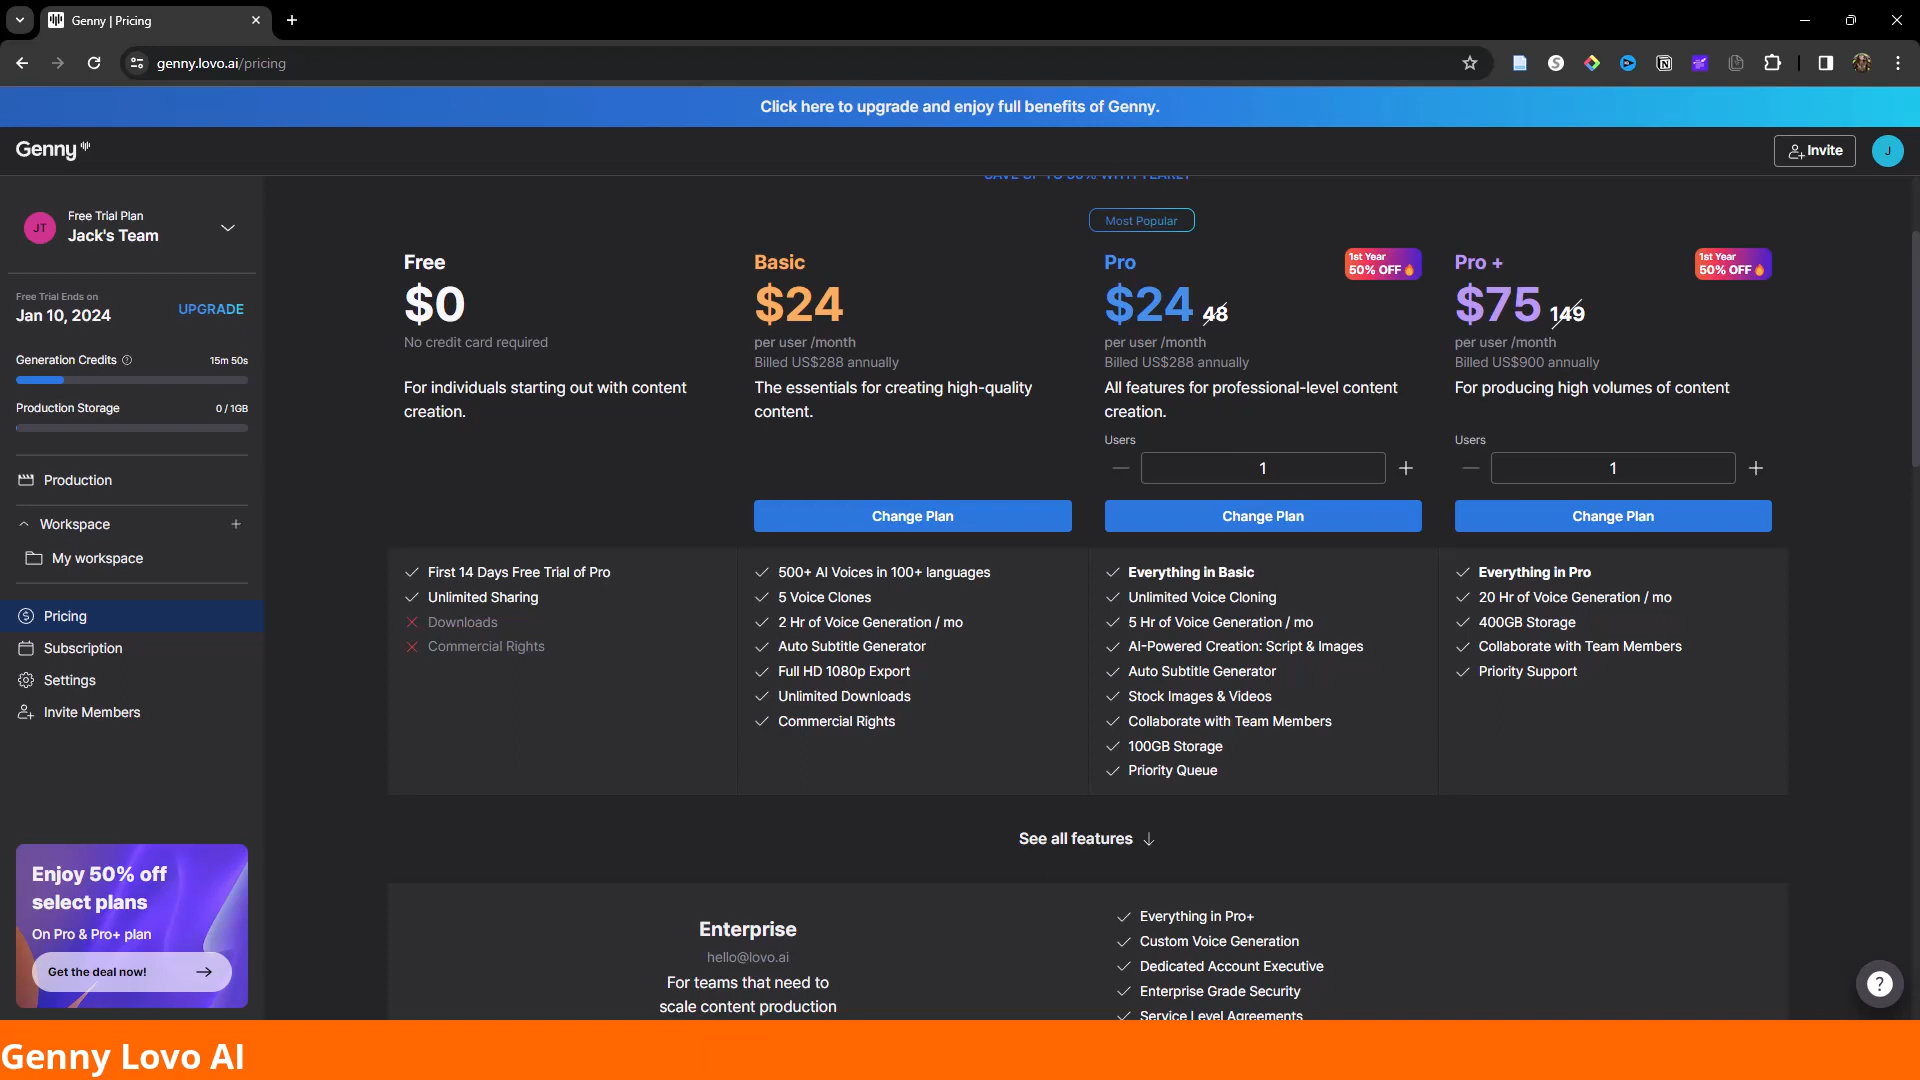 Genny | Pricing
genny.lovo.ai/pricing
Click here to upgrade and enjoy full benefits of Genny.
Genny
Invite
J
JT
Free Trial Plan
Jack's Team
Free Trial Ends on
Jan 10, 2024
UPGRADE
Generation Credits
15m 50s
Production Storage
0 / 1GB
Production
Workspace
My workspace
Pricing
Subscription
Settings
Invite Members
Enjoy 50% off
select plans
On Pro & Pro+ plan
Get the deal now!
Most Popular
Free
$0
No credit card required
For individuals starting out with content
creation.
First 14 Days Free Trial of Pro
Unlimited Sharing
Downloads
Commercial Rights
Basic
$24
per user /month
Billed US$288 annually
The essentials for creating high-quality
content.
Change Plan
500+ AI Voices in 100+ languages
5 Voice Clones
2 Hr of Voice Generation / mo
Auto Subtitle Generator
Full HD 1080p Export
Unlimited Downloads
Commercial Rights
Pro
1st Year
50% OFF
$24 48
per user /month
Billed US$288 annually
All features for professional-level content
creation.
Users
1
Change Plan
Everything in Basic
Unlimited Voice Cloning
5 Hr of Voice Generation / mo
AI-Powered Creation: Script & Images
Auto Subtitle Generator
Stock Images & Videos
Collaborate with Team Members
100GB Storage
Priority Queue
Pro +
1st Year
50% OFF
$75 149
per user /month
Billed US$900 annually
For producing high volumes of content
Users
1
Change Plan
Everything in Pro
20 Hr of Voice Generation / mo
400GB Storage
Collaborate with Team Members
Priority Support
See all features
Enterprise
hello@lovo.ai
For teams that need to
scale content production
Everything in Pro+
Custom Voice Generation
Dedicated Account Executive
Enterprise Grade Security
Service Level Agreements
Genny Lovo AI